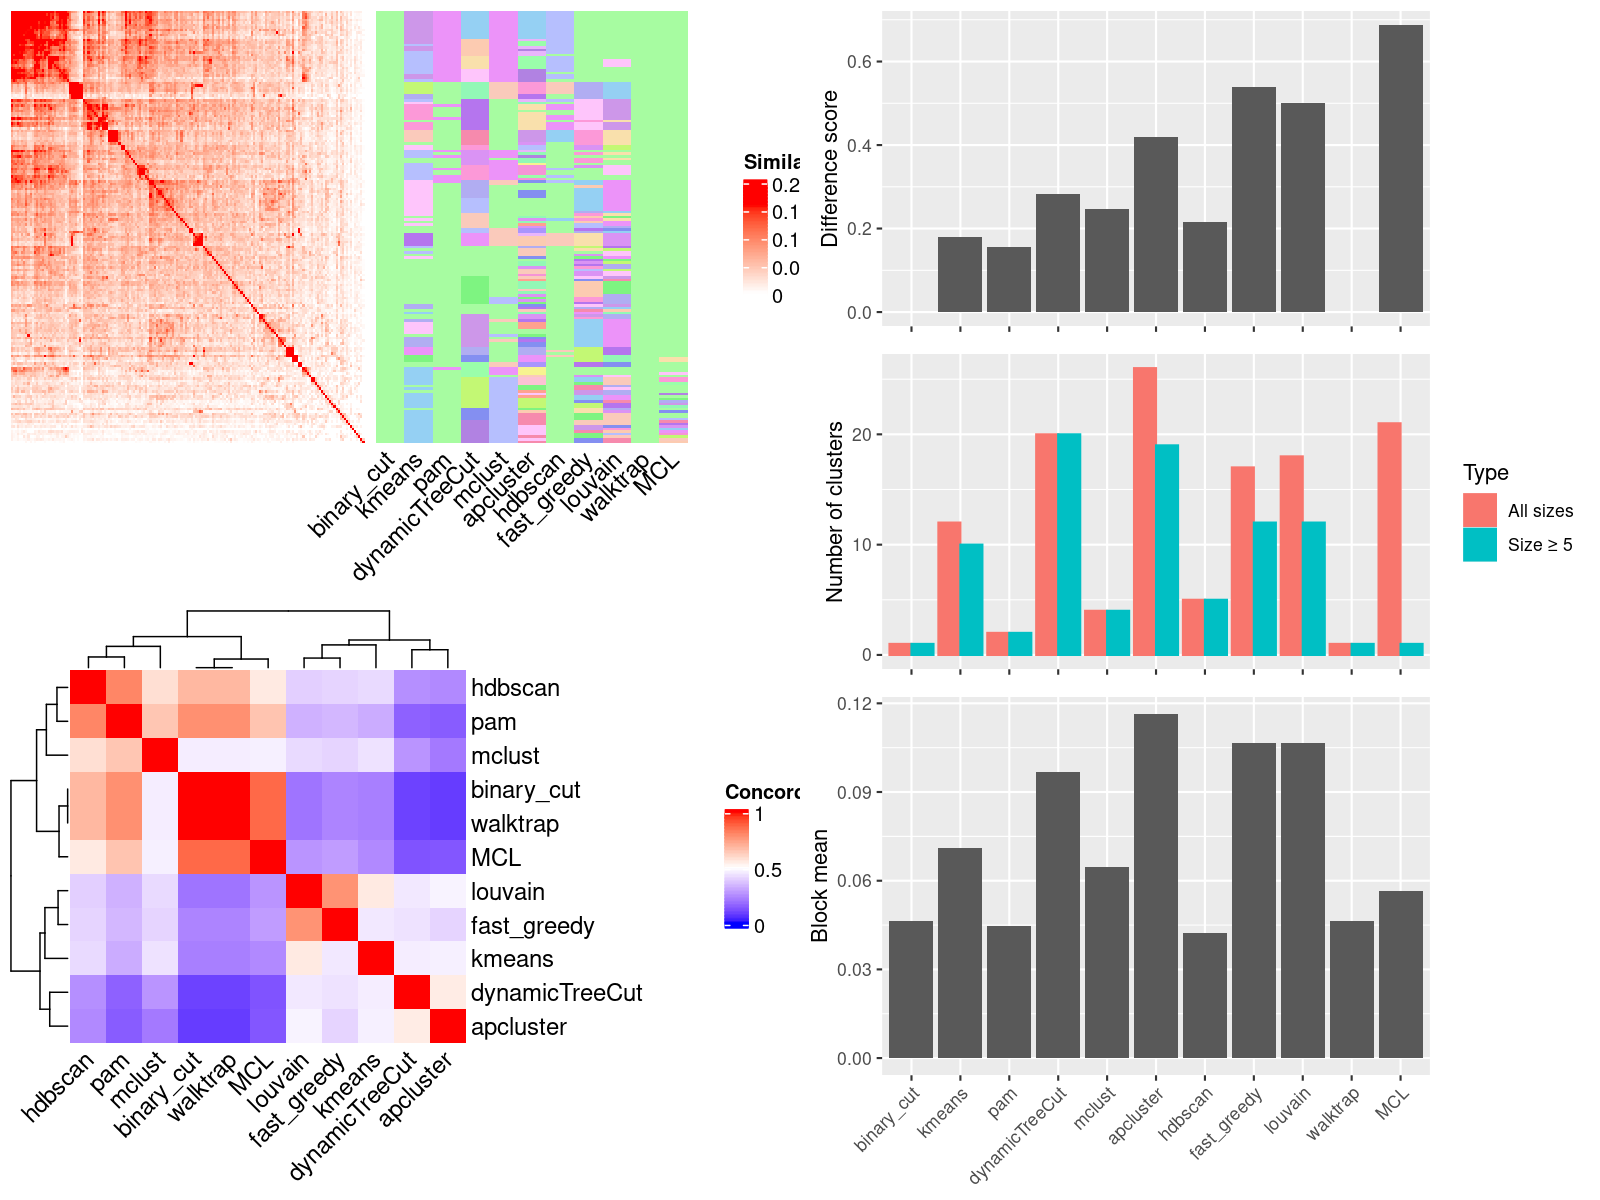 Simila
0.2
0.1
0.1
0.0
0
binary_cut
kmeans
pam
dynamicTreeCut
mclust
apcluster
hdbscan
fast_greedy
louvain
walktrap
MCL
hdbscan
pam
mclust
binary_cut
walktrap
MCL
louvain
fast_greedy
kmeans
dynamicTreeCut
apcluster
hdbscan
pam
mclust
binary_cut
walktrap
MCL
louvain
fast_greedy
kmeans
dynamicTreeCut
apcluster
Concord
1
0.5
0
Difference score
0.6
0.4
0.2
0.0
Number of clusters
20
10
0
Type
All sizes
Size ≥ 5
Block mean
0.12
0.09
0.06
0.03
0.00
binary_cut
kmeans
pam
dynamicTreeCut
mclust
apcluster
hdbscan
fast_greedy
louvain
walktrap
MCL